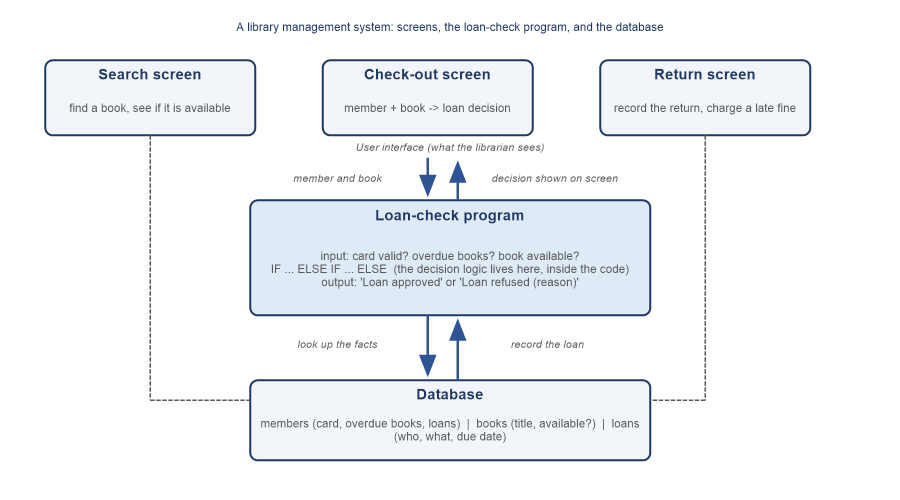 A library management system: screens, the loan-check program, and the database
Search screen
find a book, see if it is available
Check-out screen
member + book -> loan decision
Return screen
record the return, charge a late fine
User interface (what the librarian sees)
member and book
decision shown on screen
Loan-check program
input: card valid? overdue books? book available?
IF ... ELSE IF ... ELSE  (the decision logic lives here, inside the code)
output: 'Loan approved' or 'Loan refused (reason)'
look up the facts
record the loan
Database
members (card, overdue books, loans)  |  books (title, available?)  |  loans
(who, what, due date)